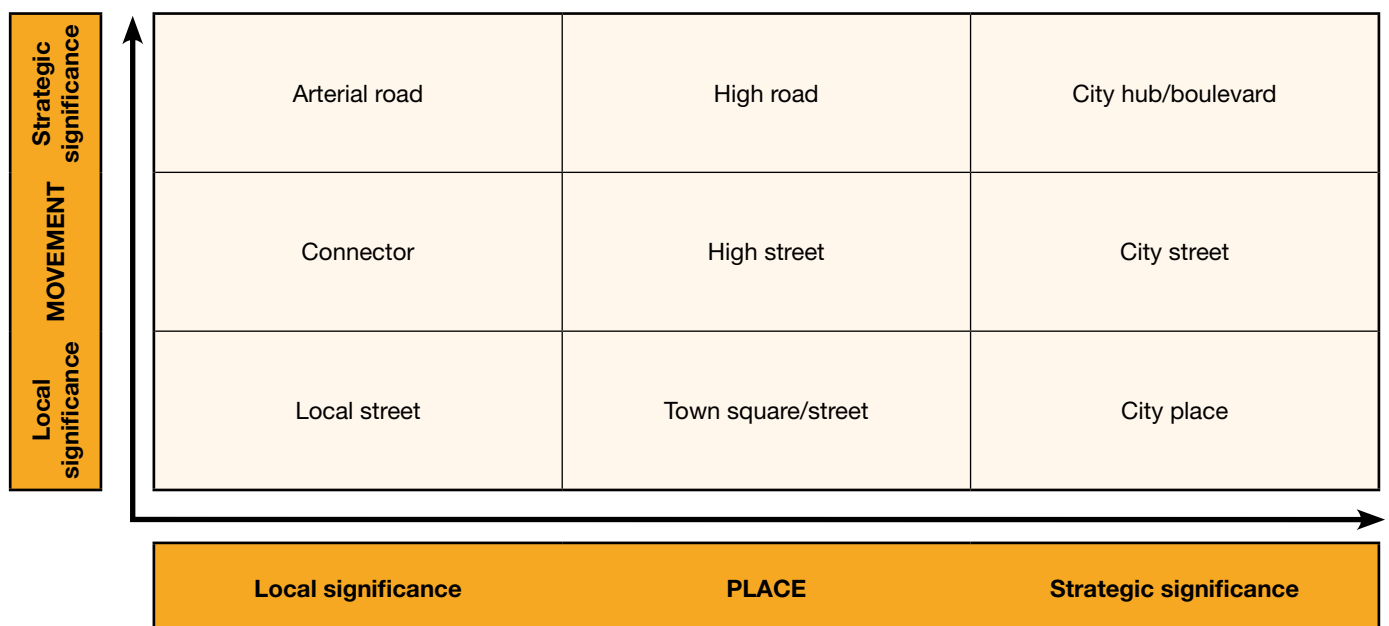 Strategic
significance
Arterial road
High road
City hub/boulevard
MOVEMENT
Connector
High street
City street
Local
significance
Local street
Town square/street
City place
Local significance
PLACE
Strategic significance